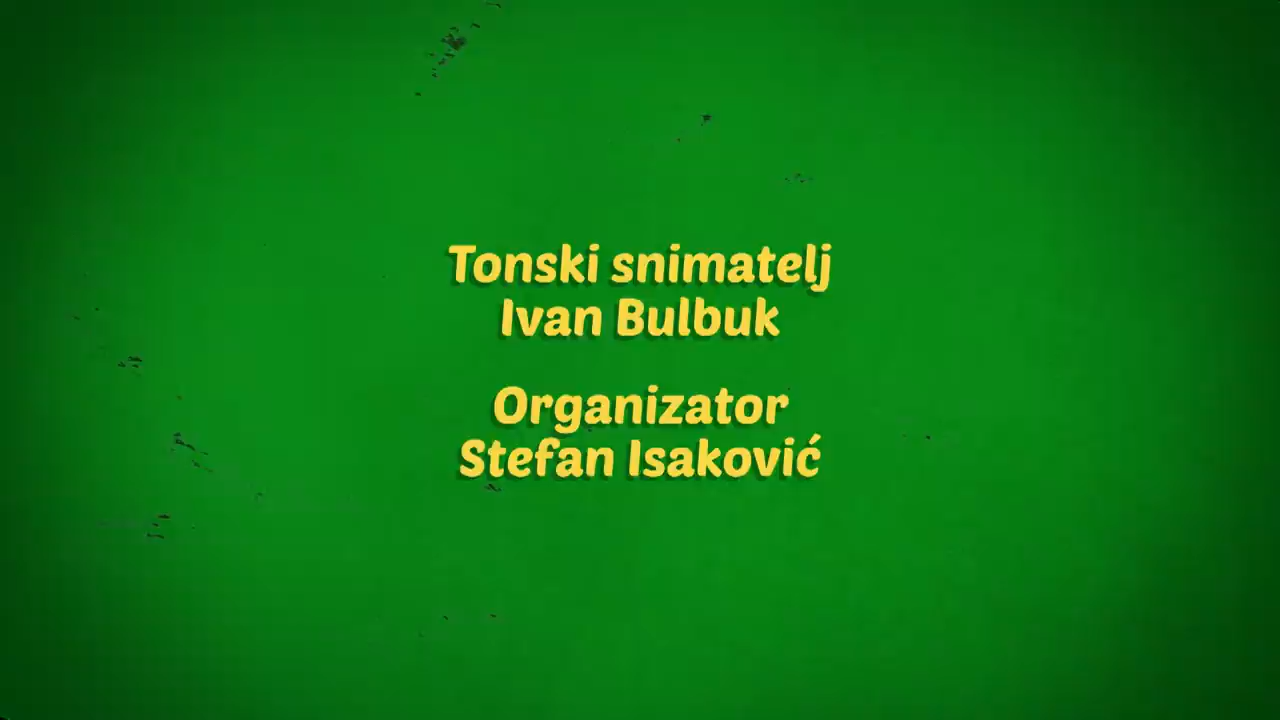 Tonski snimatelj
Ivan Bulbuk
Organizator
Stefan Isaković